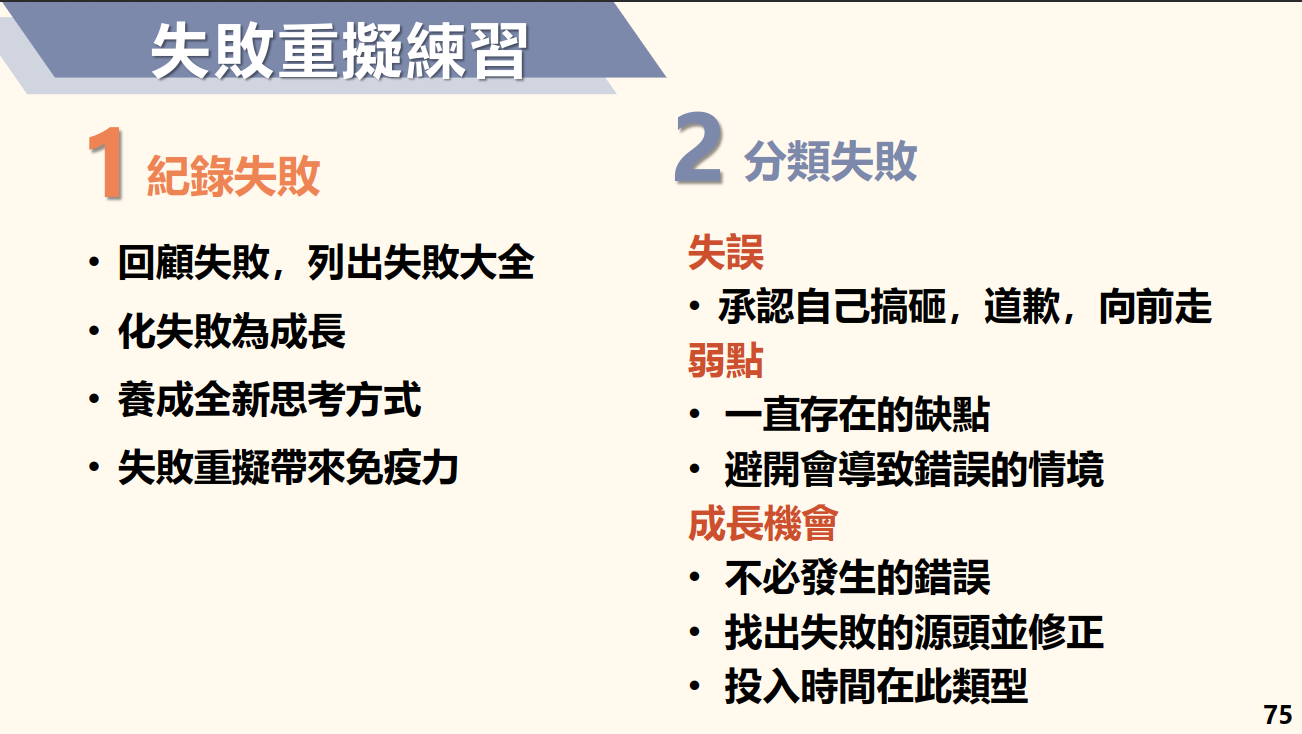 失敗重擬練習
1 紀錄失敗
• 回顧失敗，列出失敗大全
• 化失敗為成長
• 養成全新思考方式
• 失敗重擬帶來免疫力
2 分類失敗
失誤
• 承認自己搞砸，道歉，向前走
弱點
• 一直存在的缺點
• 避開會導致錯誤的情境
成長機會
• 不必發生的錯誤
• 找出失敗的源頭並修正
• 投入時間在此類型
75